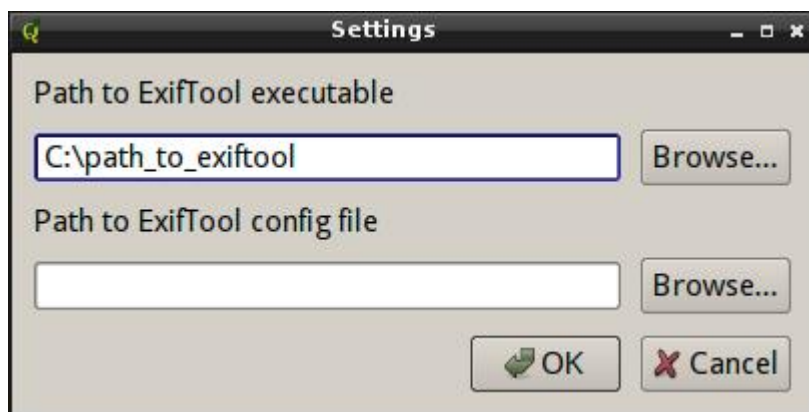 Settings
Path to ExifTool executable
C:\path_to_exiftool
Browse...
Path to ExifTool config file
Browse...
OK
Cancel